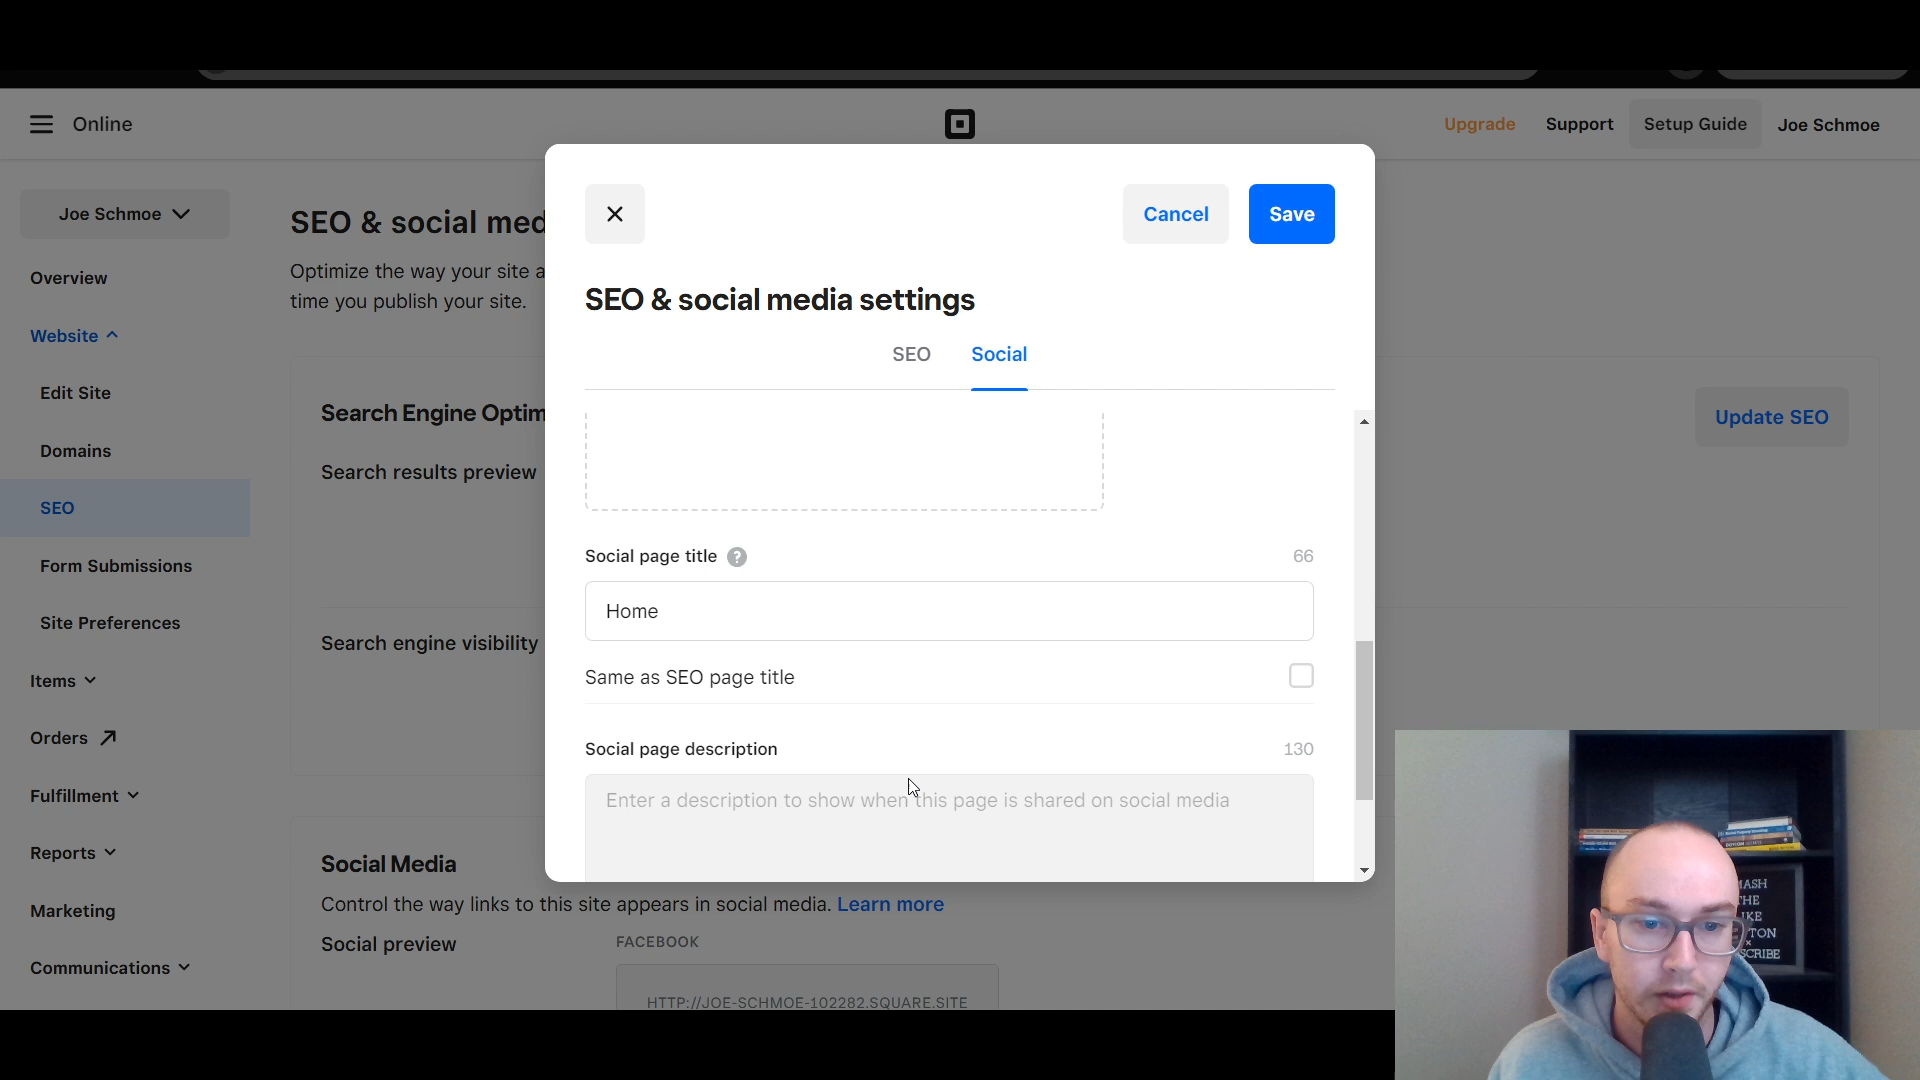 Online
Upgrade
Support
Setup Guide
Joe Schmoe
Joe Schmoe
Overview
Website
Edit Site
Domains
SEO
Form Submissions
Site Preferences
Items
Orders
Fulfillment
Reports
Marketing
Communications
SEO & social med
Optimize the way your site a
time you publish your site.
Search Engine Optim
Update SEO
Search results preview
Search engine visibility
Social Media
Control the way links to this site appears in social media. Learn more
Social preview
FACEBOOK
HTTP://JOE-SCHMOE-102282.SQUARE.SITE
Cancel
Save
SEO & social media settings
SEO
Social
Social page title ?
66
Home
Same as SEO page title
Social page description
130
Enter a description to show when this page is shared on social media
MASH
THE
IKE
TON
SCRIBE